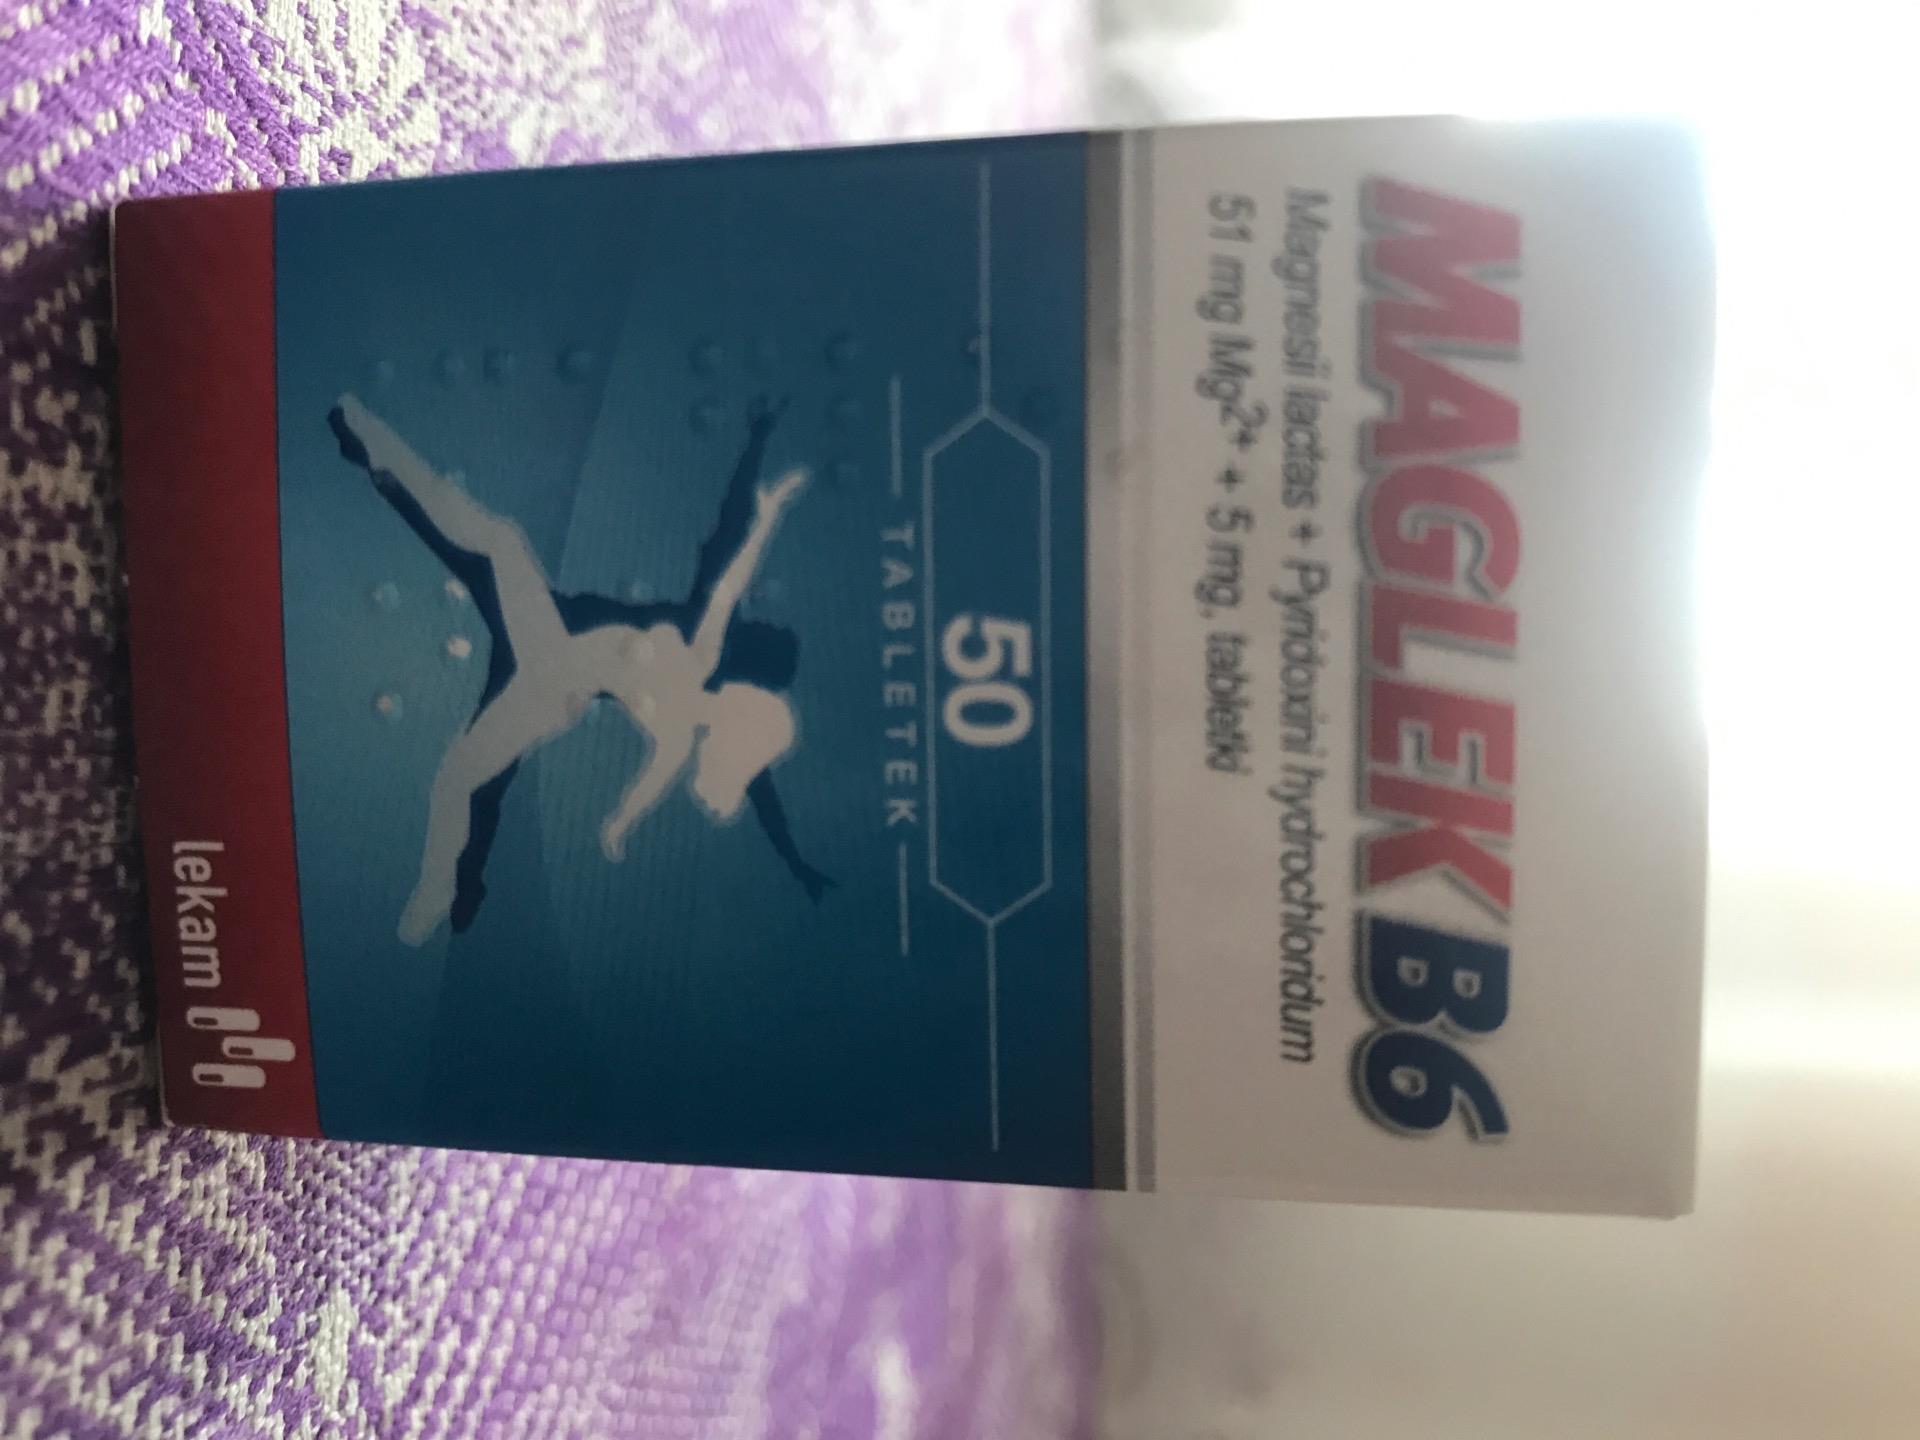 MAGLEK B6
Magnesii lactas + Pyridoxini hydrochloridum
51 mg Mg²⁺ + 5 mg, tabletki
50
TABLETEK
lekam